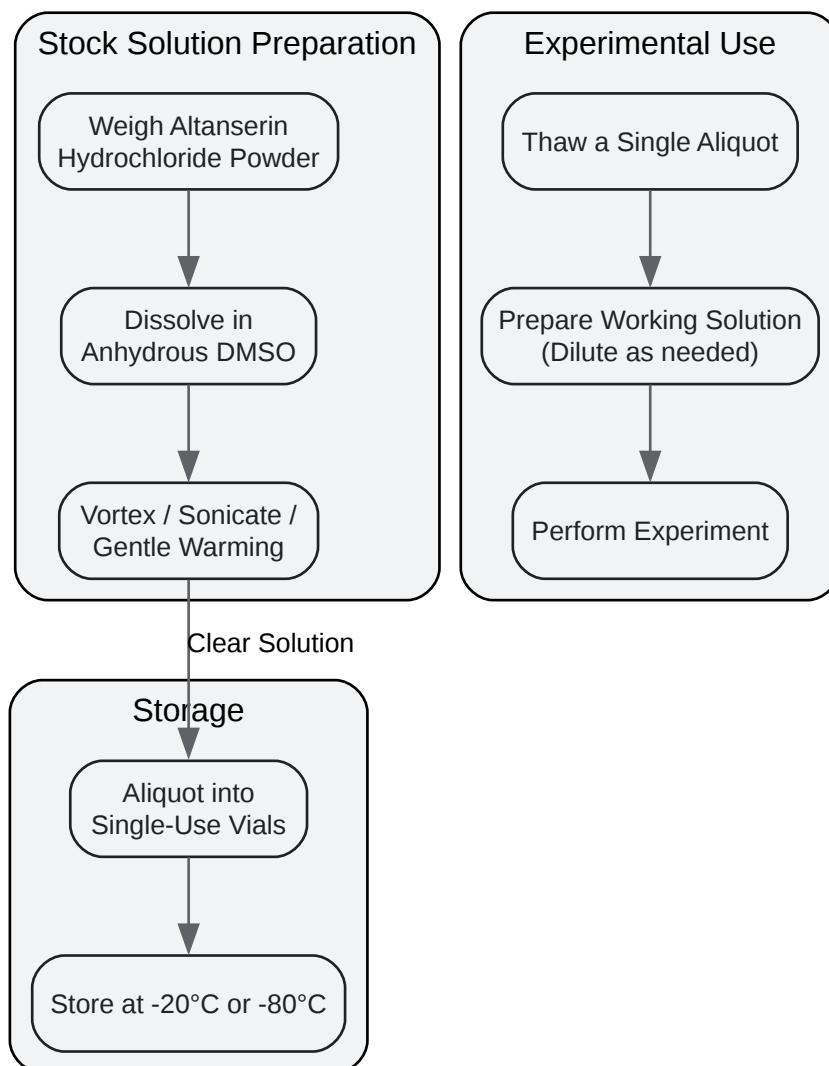 Stock Solution Preparation
Weigh Altanserin
Hydrochloride Powder
Dissolve in
Anhydrous DMSO
Vortex / Sonicate /
Gentle Warming
Clear Solution
Storage
Aliquot into
Single-Use Vials
Store at -20°C or -80°C
Experimental Use
Thaw a Single Aliquot
Prepare Working Solution
(Dilute as needed)
Perform Experiment